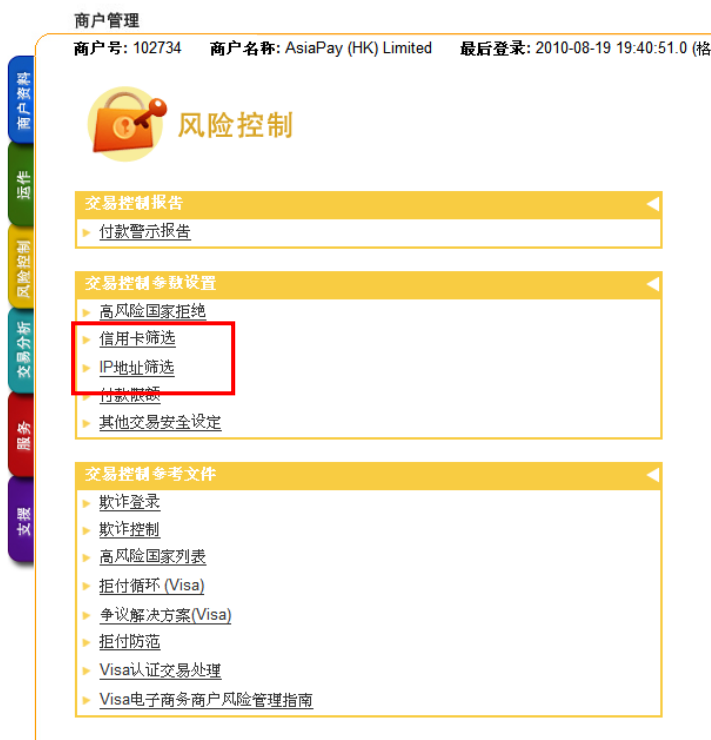 商户管理
商户号: 102734 商户名称: AsiaPay (HK) Limited 最后登录: 2010-08-19 19:40:51.0 (格
商户资料
运作
风险控制
交易分析
服务
支援
风险控制
交易控制报告
付款警示报告
交易控制参数设置
高风险国家拒绝
信用卡筛选
IP地址筛选
付款限额
其他交易安全设定
交易控制参考文件
欺诈登录
欺诈控制
高风险国家列表
拒付循环 (Visa)
争议解决方案(Visa)
拒付防范
Visa认证交易处理
Visa电子商务商户风险管理指南